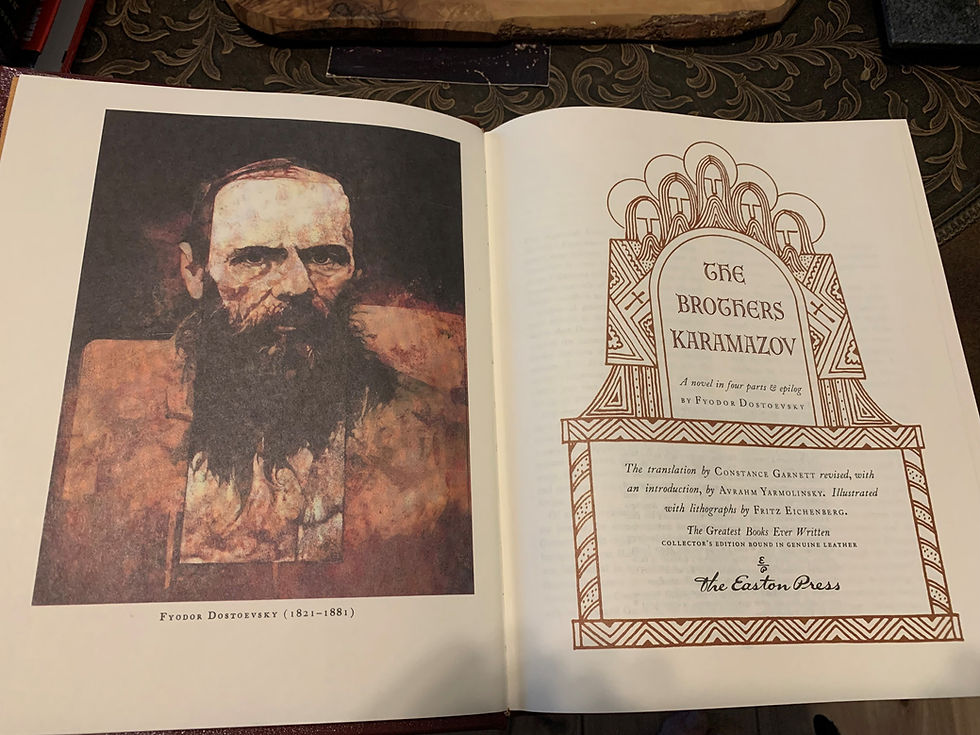 Fyodor Dostoevsky (1821–1881)
THE
BROTHERS
KARAMAZOV
A novel in four parts & epilog
by Fyodor Dostoevsky
The translation by Constance Garnett revised, with
an introduction, by Avrahm Yarmolinsky. Illustrated
with lithographs by Fritz Eichenberg.
The Greatest Books Ever Written
COLLECTOR'S EDITION BOUND IN GENUINE LEATHER
The Easton Press